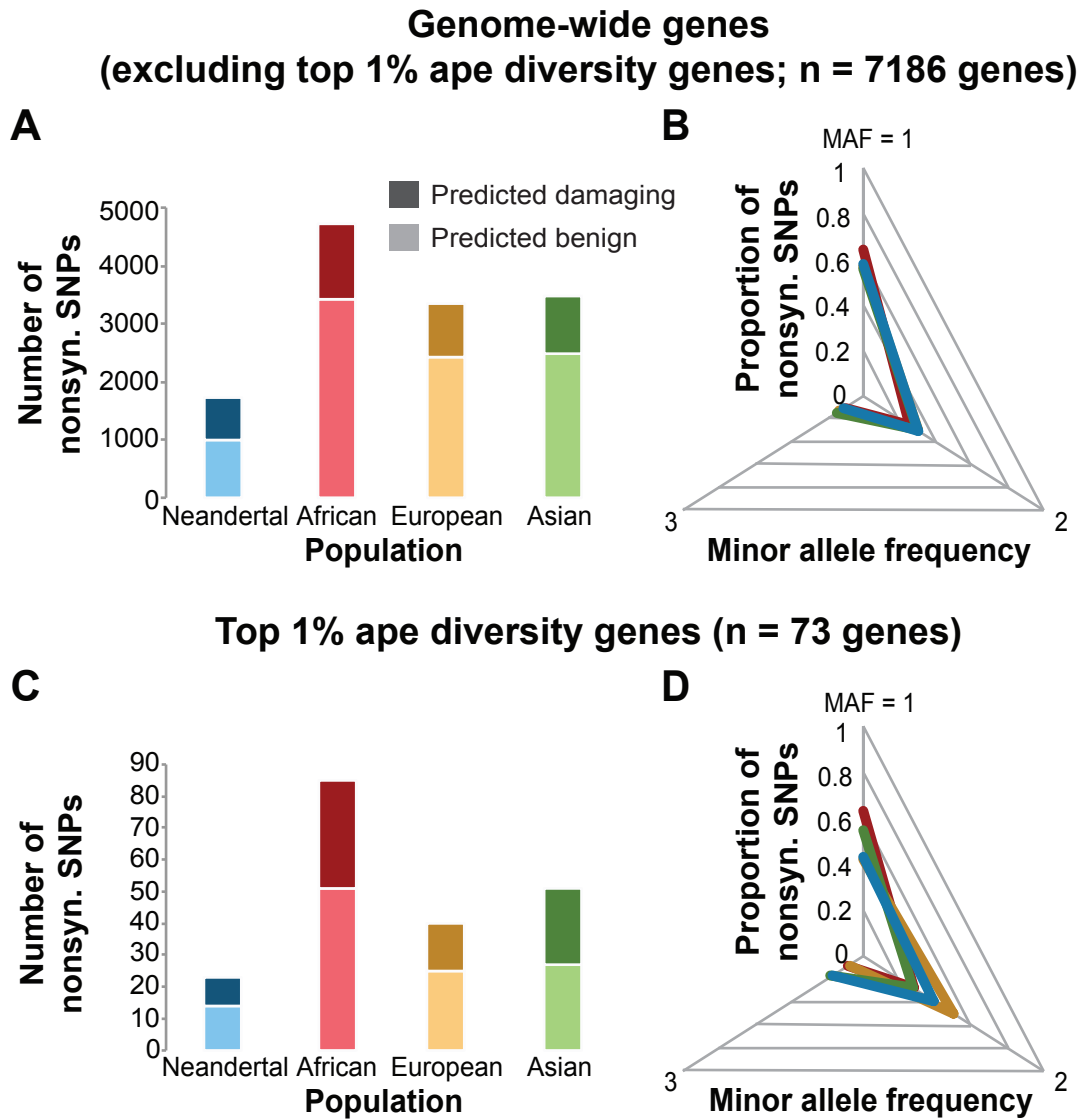 Genome-wide genes
(excluding top 1% ape diversity genes; n = 7186 genes)
A
Number of
nonsyn. SNPs
5000
4000
3000
2000
1000
0
Predicted damaging
Predicted benign
Neandertal African European Asian
Population
B
MAF = 1
Proportion of
nonsyn. SNPs
1
0.8
0.6
0.4
0.2
0
3
2
Minor allele frequency
Top 1% ape diversity genes (n = 73 genes)
C
Number of
nonsyn. SNPs
90
80
70
60
50
40
30
20
10
0
Neandertal African European Asian
Population
D
MAF = 1
Proportion of
nonsyn. SNPs
1
0.8
0.6
0.4
0.2
0
3
2
Minor allele frequency